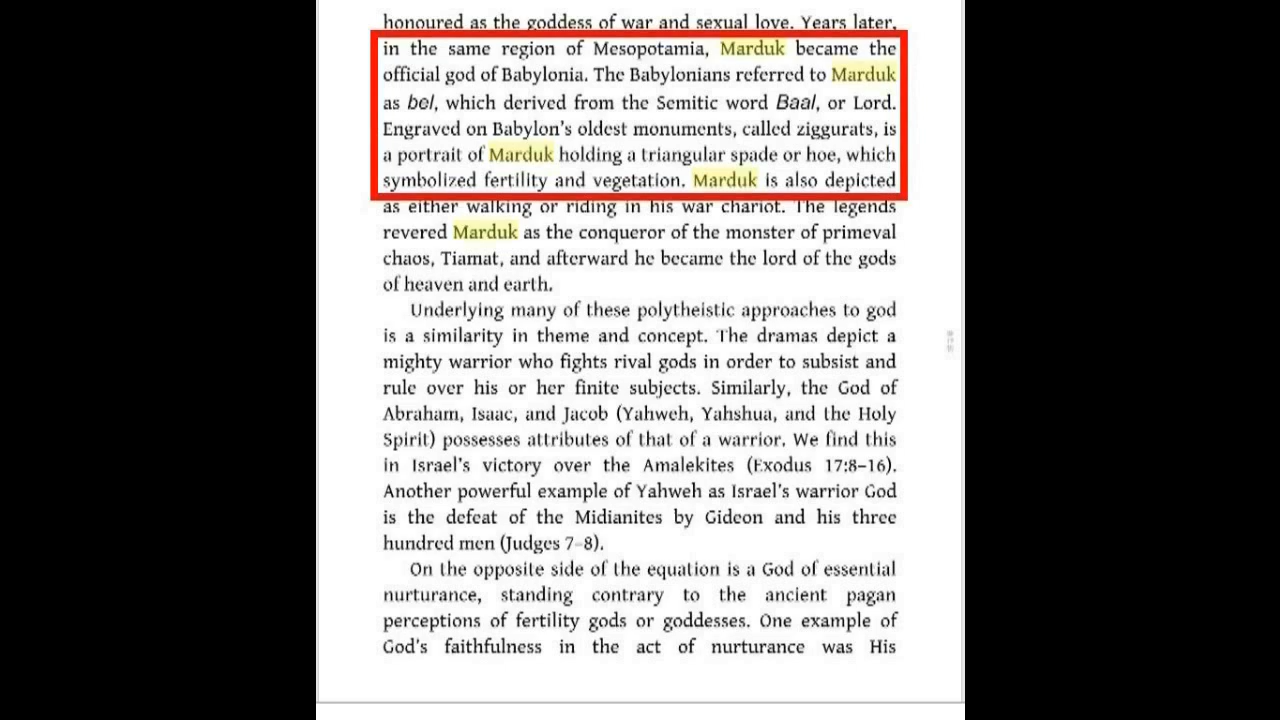 honoured as the goddess of war and sexual love. Years later,
in the same region of Mesopotamia, Marduk became the
official god of Babylonia. The Babylonians referred to Marduk
as bel, which derived from the Semitic word Baal, or Lord.
Engraved on Babylon's oldest monuments, called ziggurats, is
a portrait of Marduk holding a triangular spade or hoe, which
symbolized fertility and vegetation. Marduk is also depicted
as either walking or riding in his war chariot. The legends
revered Marduk as the conqueror of the monster of primeval
chaos, Tiamat, and afterward he became the lord of the gods
of heaven and earth.
Underlying many of these polytheistic approaches to god
is a similarity in theme and concept. The dramas depict a
mighty warrior who fights rival gods in order to subsist and
rule over his or her finite subjects. Similarly, the God of
Abraham, Isaac, and Jacob (Yahweh, Yahshua, and the Holy
Spirit) possesses attributes of that of a warrior. We find this
in Israel's victory over the Amalekites (Exodus 17:8–16).
Another powerful example of Yahweh as Israel's warrior God
is the defeat of the Midianites by Gideon and his three
hundred men (Judges 7–8).
On the opposite side of the equation is a God of essential
nurturance, standing contrary to the ancient pagan
perceptions of fertility gods or goddesses. One example of
God's faithfulness in the act of nurturance was His